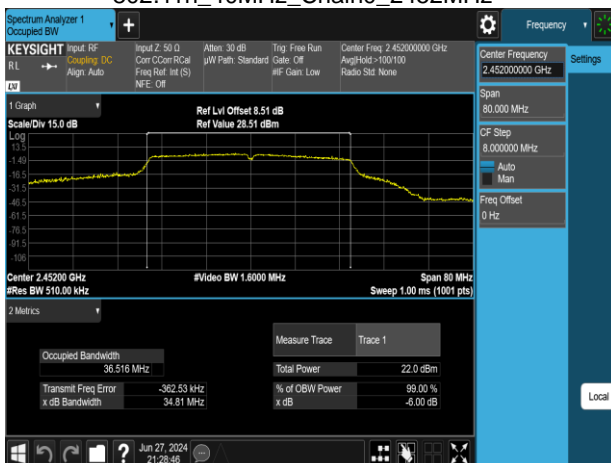 802.11n_40MHz_Chain0_2452MHz
Spectrum Analyzer 1
Occupied BW
Frequency
KEYSIGHT
RL
Input: RF
Coupling: DC
Align: Auto
Input Z: 50 Ω
Corr CCorr RCal
Freq Ref: Int (S)
NFE: Off
Atten: 30 dB
µW Path: Standard
Trig: Free Run
Gate: Off
#IF Gain: Low
Center Freq: 2.452000000 GHz
Avg|Hold:>100/100
Radio Std: None
LXI
1 Graph
Scale/Div 15.0 dB
Ref Lvl Offset 8.51 dB
Ref Value 28.51 dBm
Log
13.5
-1.49
-16.5
-31.5
-46.5
-61.5
-76.5
-91.5
-106
Center 2.45200 GHz
#Res BW 510.00 kHz
#Video BW 1.6000 MHz
Span 80 MHz
Sweep 1.00 ms (1001 pts)
2 Metrics
Measure Trace
Trace 1
Occupied Bandwidth
36.516 MHz
Total Power
22.0 dBm
Transmit Freq Error
-362.53 kHz
% of OBW Power
99.00 %
x dB Bandwidth
34.81 MHz
x dB
-6.00 dB
Center Frequency
2.452000000 GHz
Settings
Span
80.000 MHz
CF Step
8.000000 MHz
Auto
Man
Freq Offset
0 Hz
Local
?
Jun 27, 2024
21:28:46